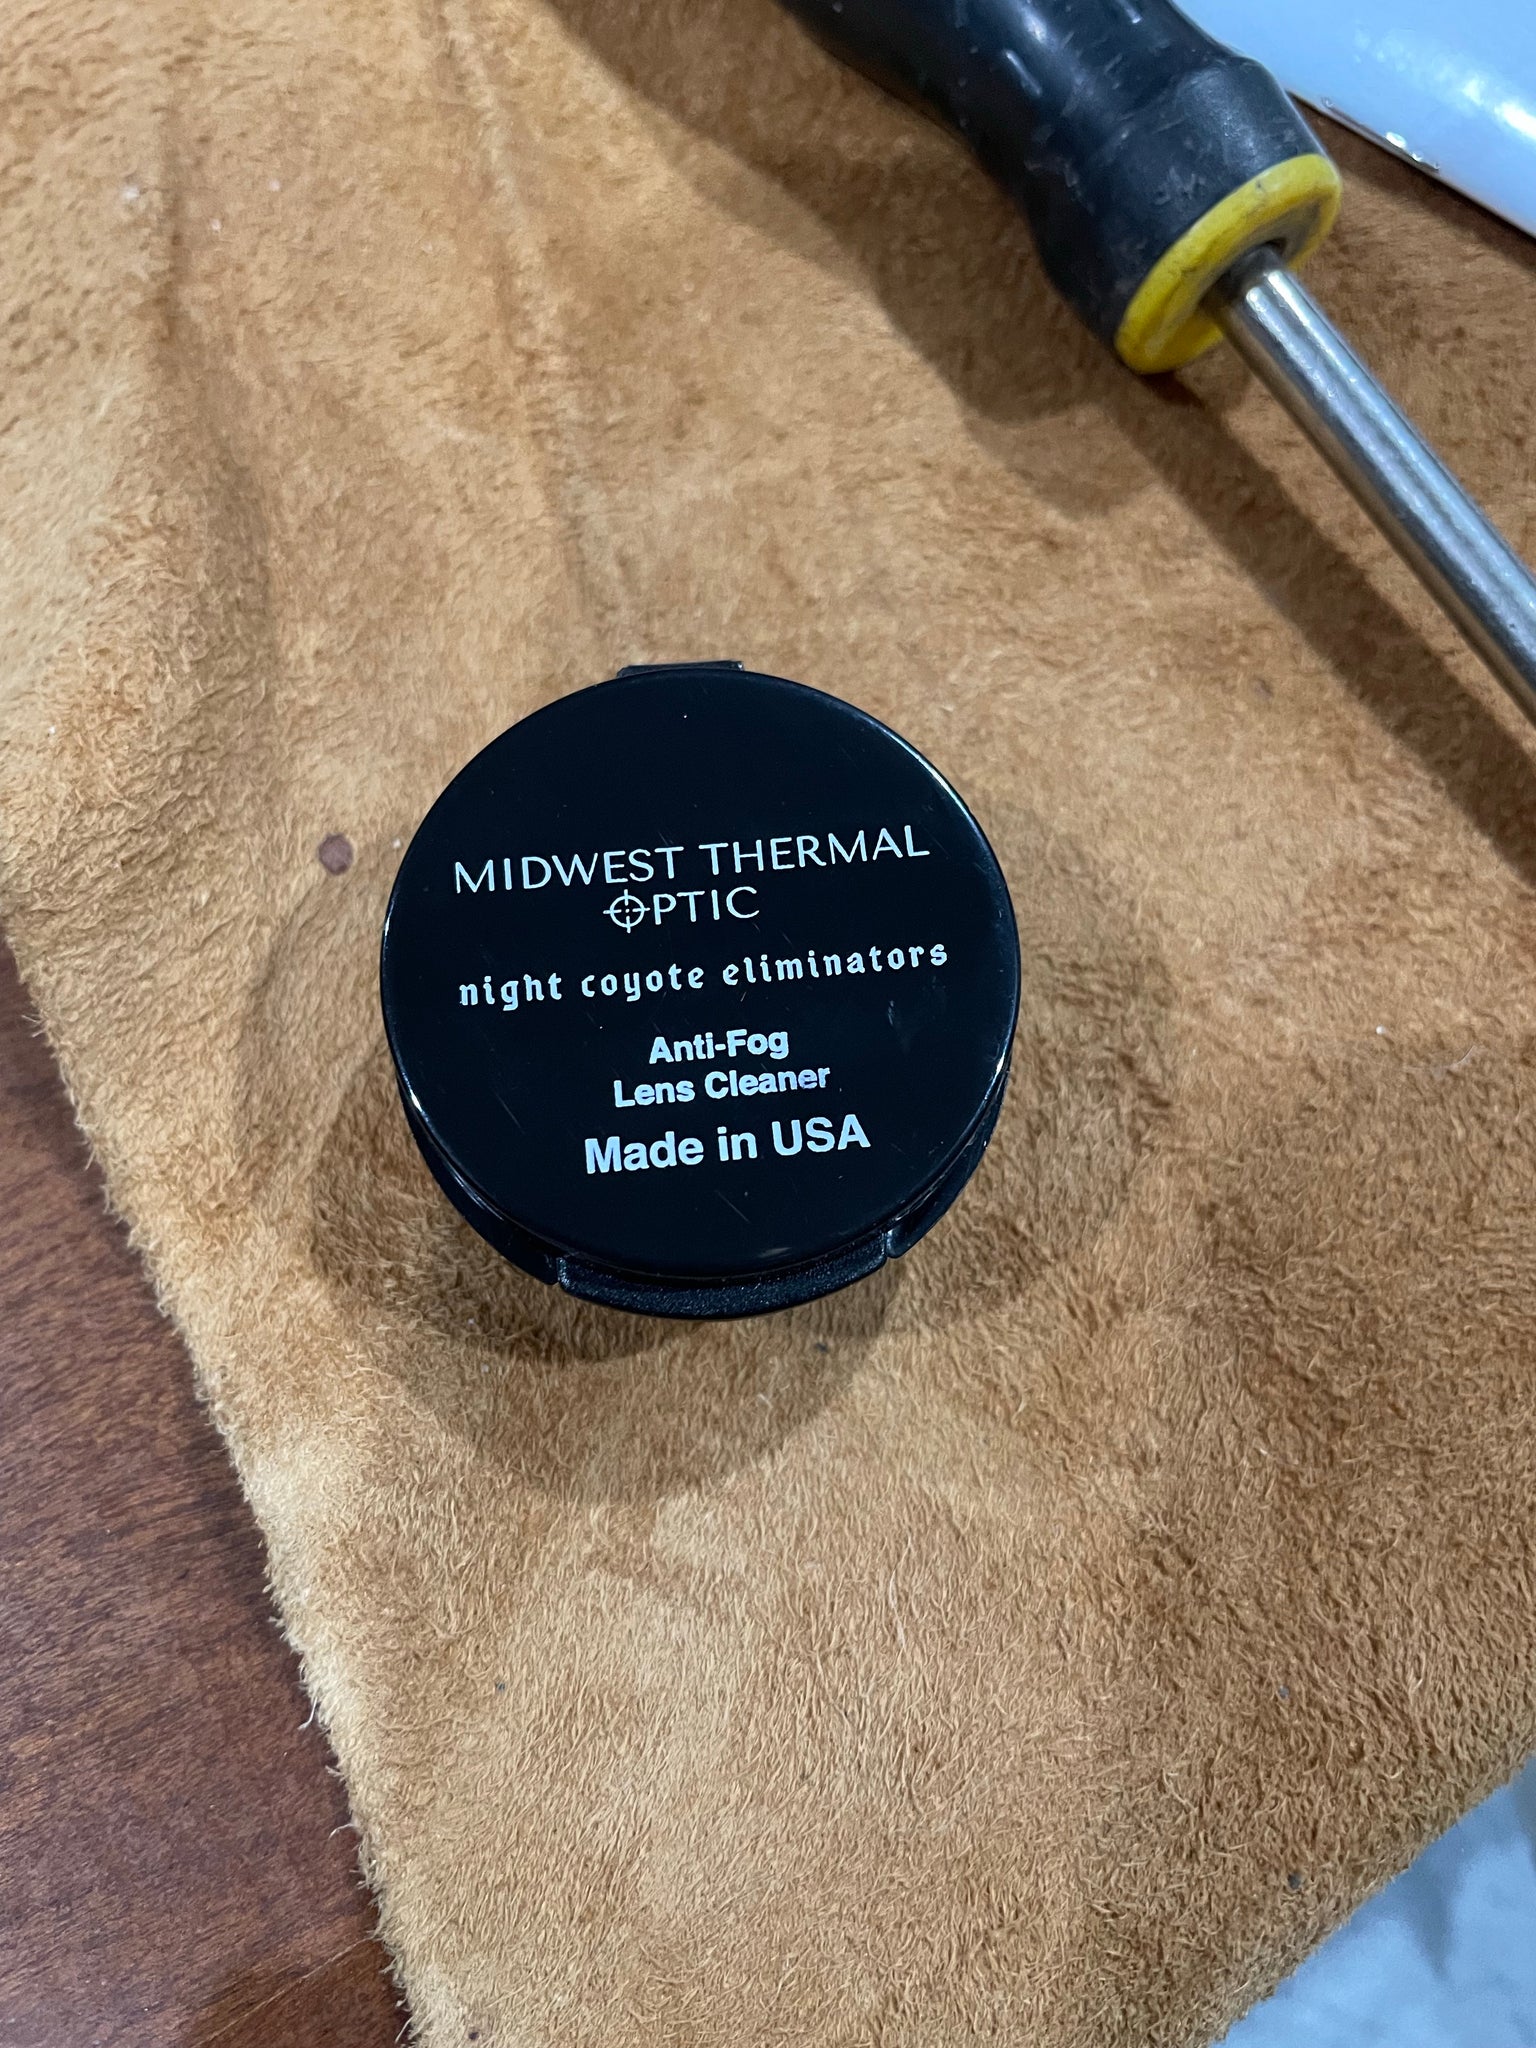 MIDWEST THERMAL
OPTIC
night coyote eliminators
Anti-Fog
Lens Cleaner
Made in USA